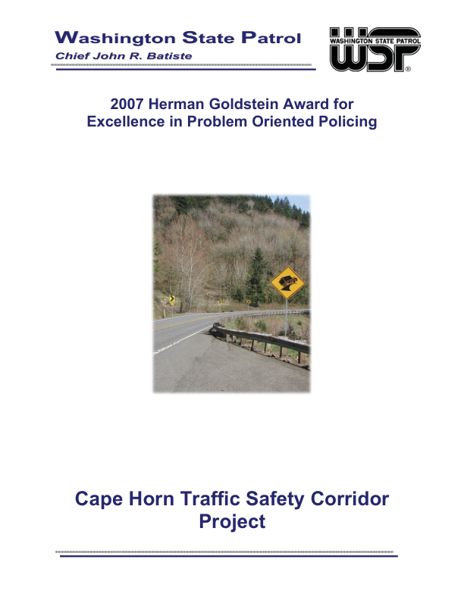 Washington State Patrol
Chief John R. Batiste
WASHINGTON STATE PATROL
WSP
®
2007 Herman Goldstein Award for
Excellence in Problem Oriented Policing
Cape Horn Traffic Safety Corridor
Project